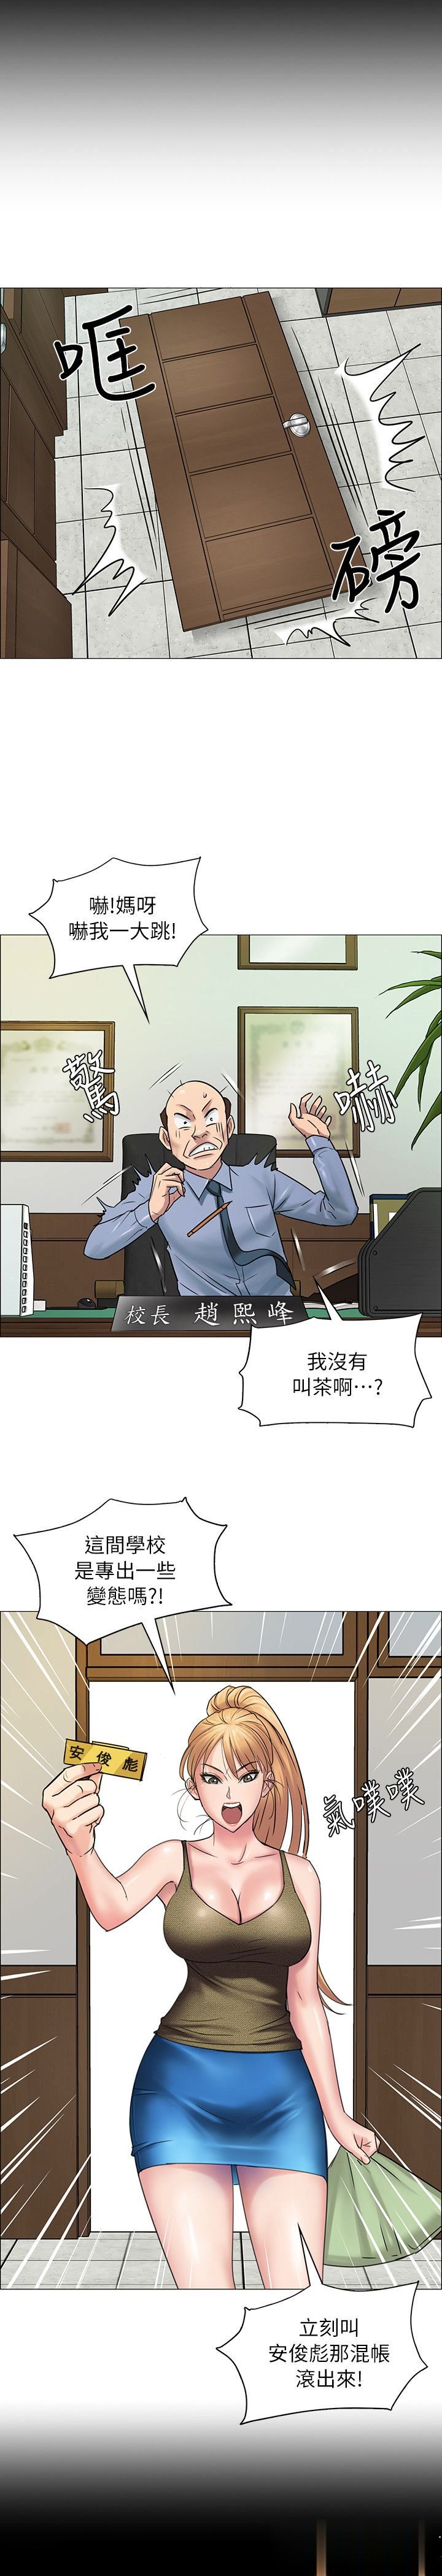 哐
磅
嚇!媽呀
嚇我一大跳!
驚
嚇
校長 趙熙峰
我沒有
叫茶啊…?
這間學校
是專出一些
變態嗎?!
安俊彪
氣噗噗
立刻叫
安俊彪那混帳
滾出來!